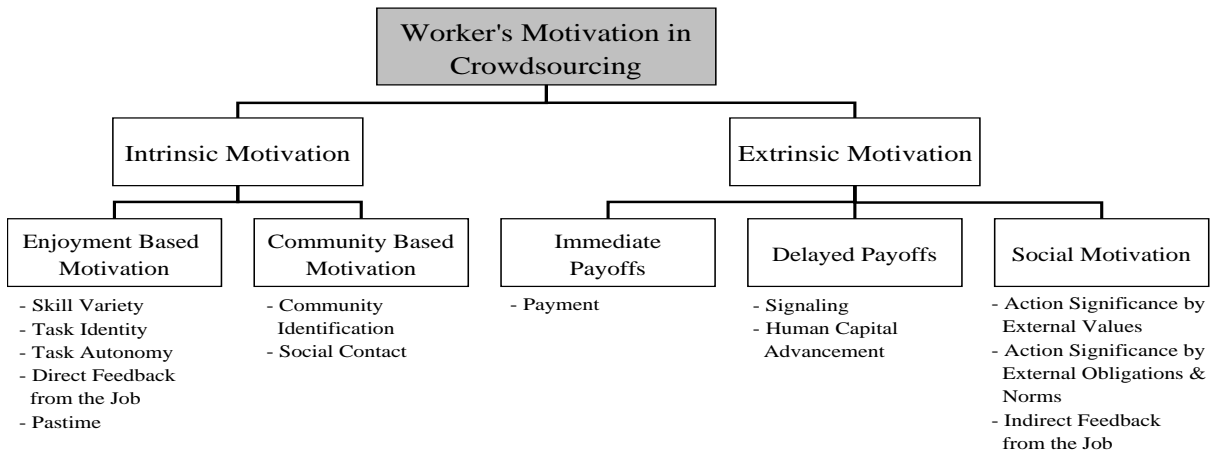 Worker's Motivation in
Crowdsourcing
Intrinsic Motivation
Extrinsic Motivation
Enjoyment Based
Motivation
- Skill Variety
- Task Identity
- Task Autonomy
- Direct Feedback
from the Job
- Pastime
Community Based
Motivation
- Community
Identification
- Social Contact
Immediate
Payoffs
- Payment
Delayed Payoffs
- Signaling
- Human Capital
Advancement
Social Motivation
- Action Significance by
External Values
- Action Significance by
External Obligations &
Norms
- Indirect Feedback
from the Job